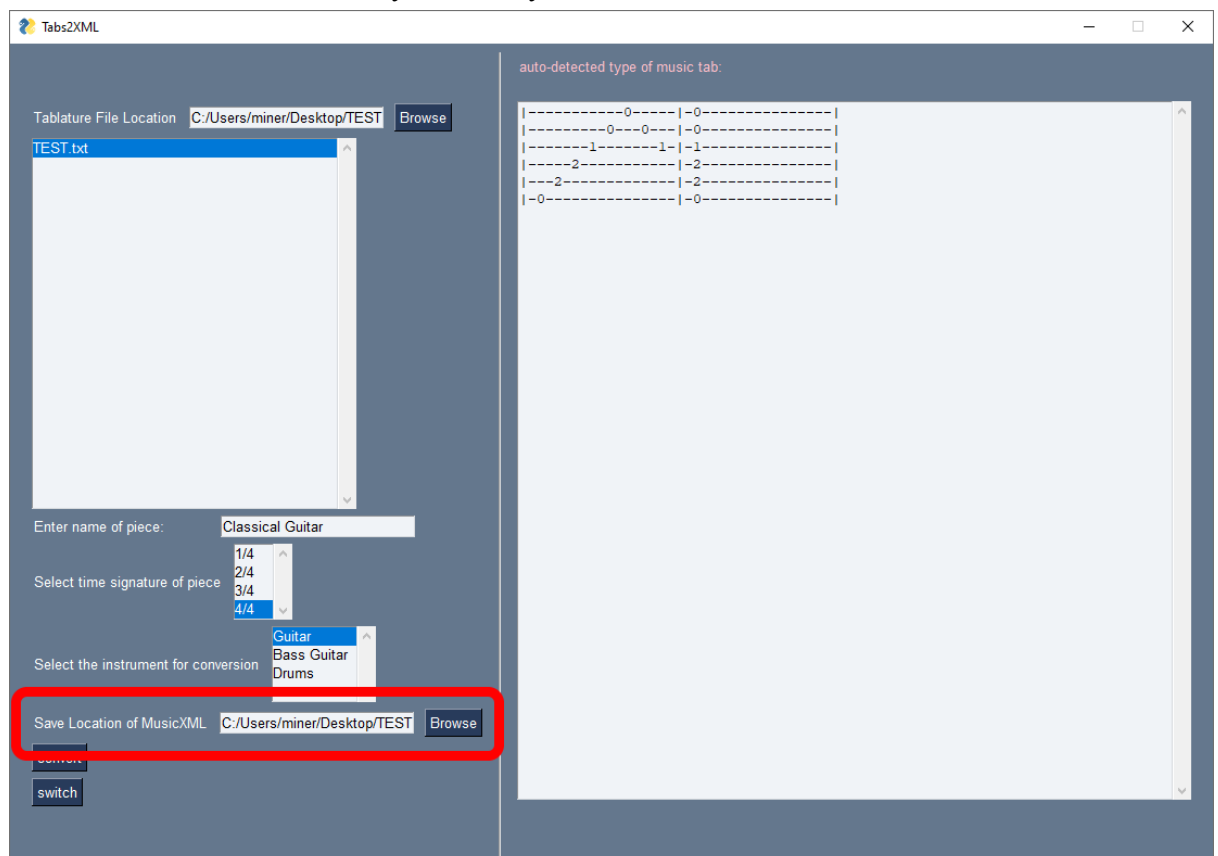 Tabs2XML
auto-detected type of music tab:
Tablature File Location C:/Users/miner/Desktop/TEST Browse
TEST.txt
|-----------0-----|-0---------------|
|---------0---0---|-0---------------|
|-------1-------1-|-1---------------|
|-----2-----------|-2---------------|
|---2-------------|-2---------------|
|-0---------------|-0---------------|
Enter name of piece: Classical Guitar
Select time signature of piece
1/4
2/4
3/4
4/4
Select the instrument for conversion
Guitar
Bass Guitar
Drums
Save Location of MusicXML C:/Users/miner/Desktop/TEST Browse
switch